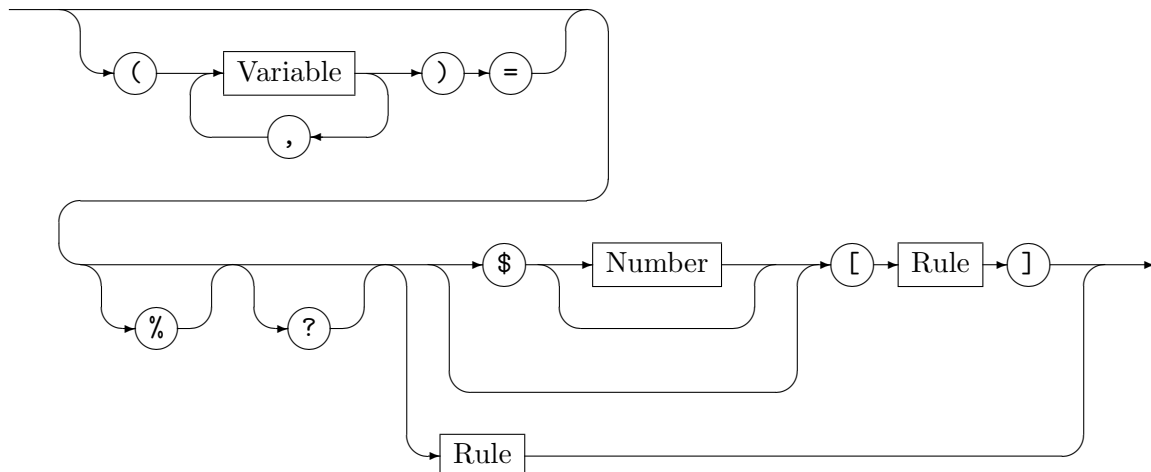 ( Variable ) =
,
$ Number [ Rule ]
% ?
Rule